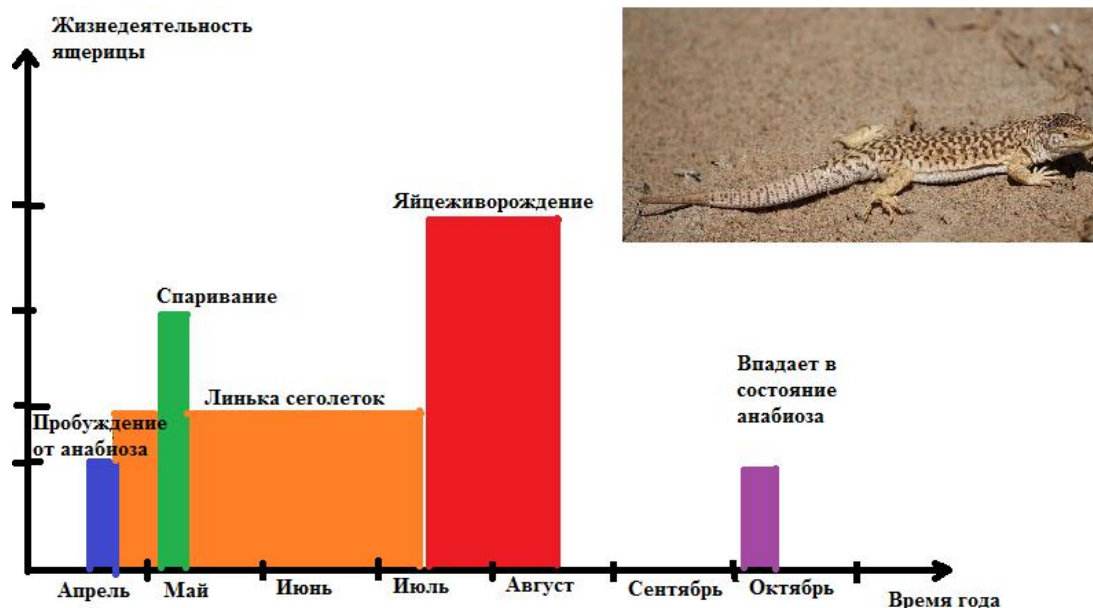 Жизнедеятельность
ящерицы
Яйцеживорождение
Спаривание
Впадает в
состояние
анабиоза
Линька сеголеток
Пробуждение
от анабиоза
Апрель
Май
Июнь
Июль
Август
Сентябрь
Октябрь
Время года